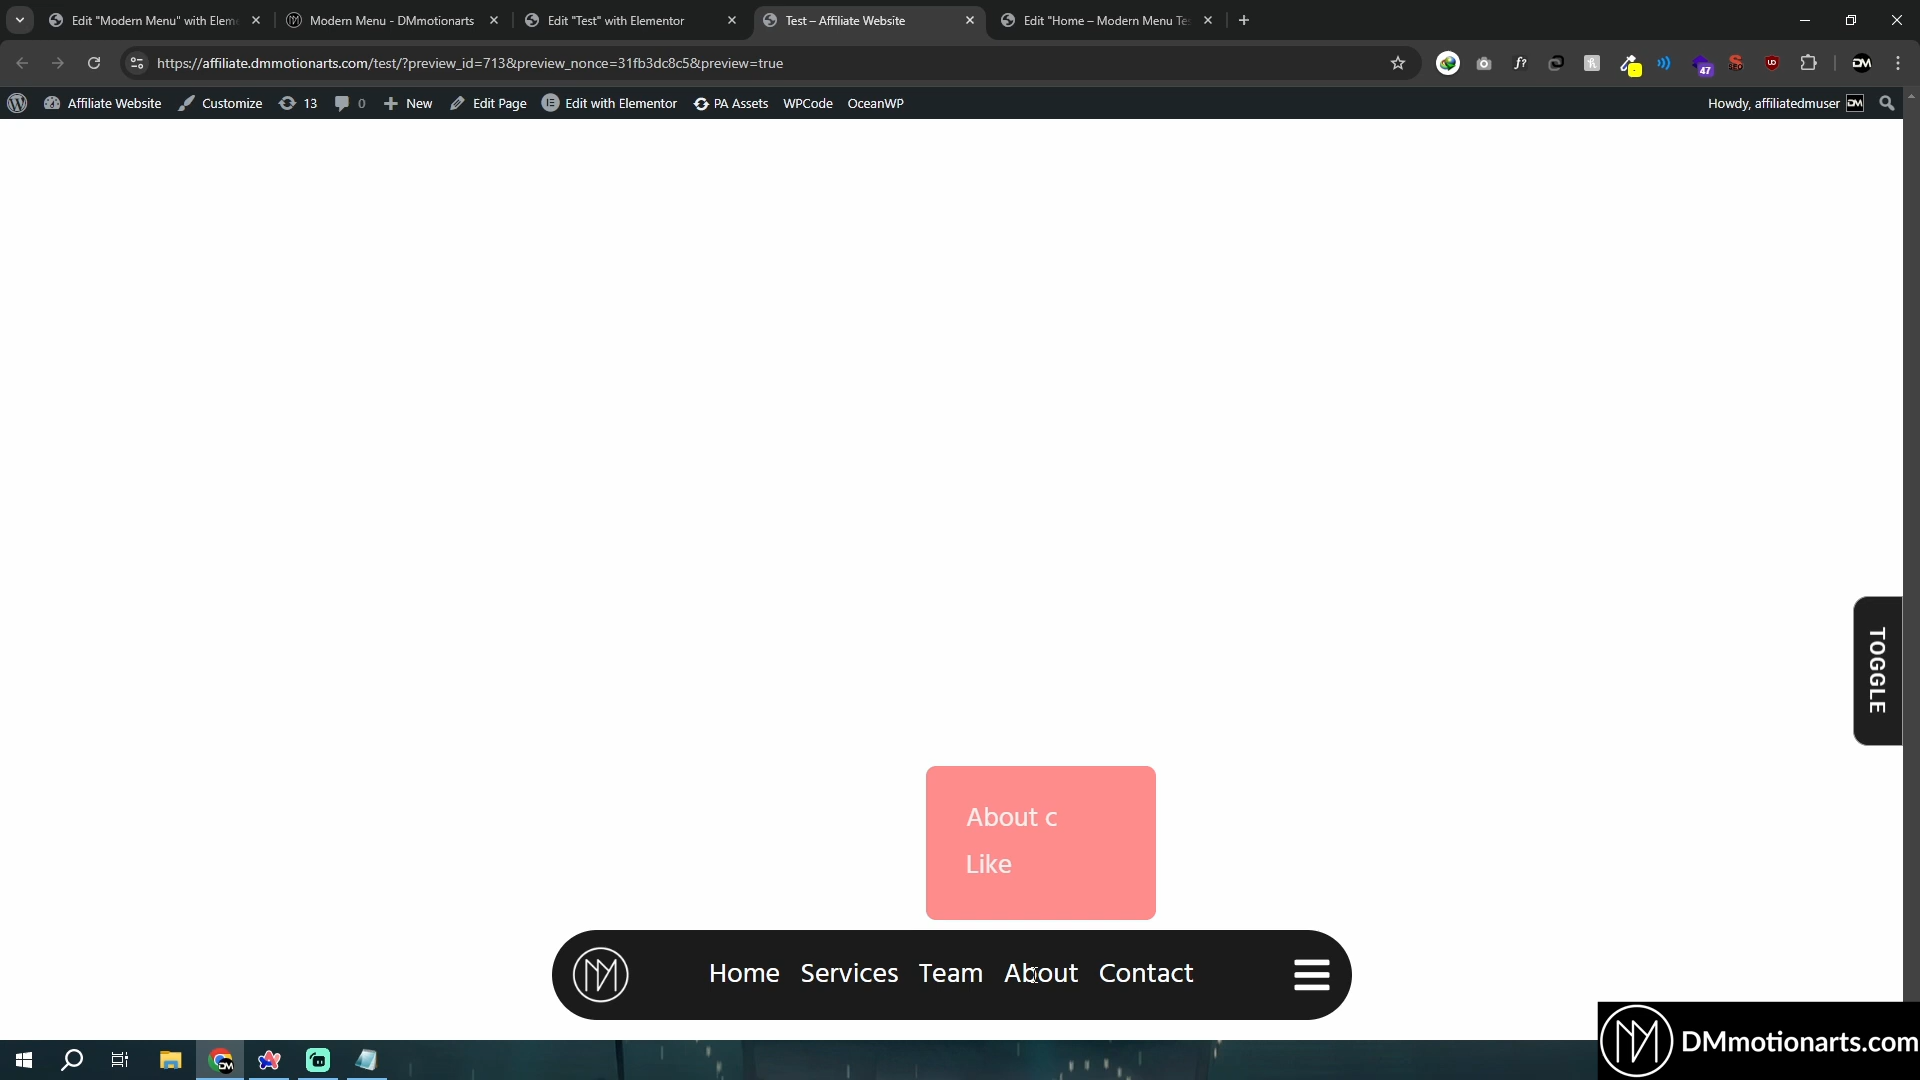 Edit "Modern Menu" with Elem
Modern Menu - DMmotionarts
Edit "Test" with Elementor
Test – Affiliate Website
Edit "Home – Modern Menu Te
https://affiliate.dmmotionarts.com/test/?preview_id=713&preview_nonce=31fb3dc8c5&preview=true
47
Affiliate Website
Customize
13
0
New
Edit Page
Edit with Elementor
PA Assets
WPCode
OceanWP
Howdy, affiliatedmuser
TOGGLE
About c
Like
Home
Services
Team
About
Contact
DMmotionarts.com